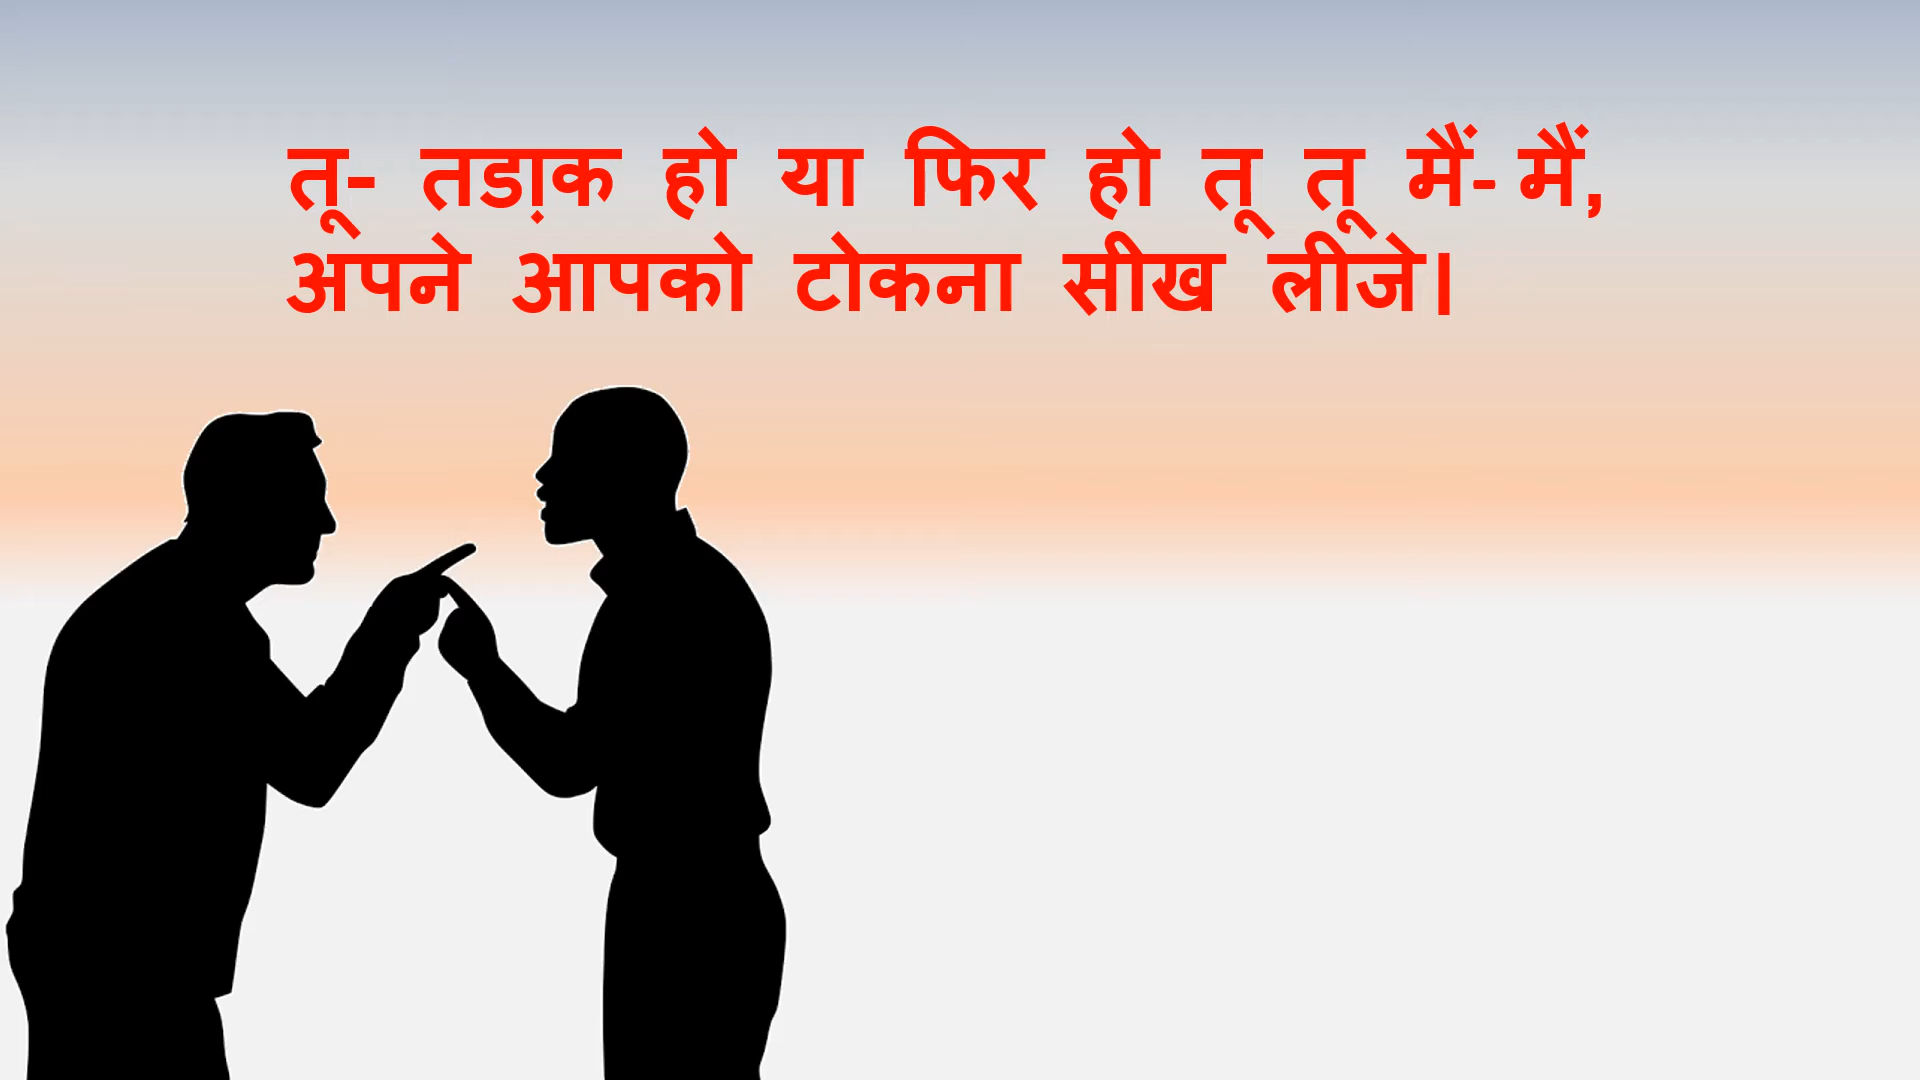 तू- तडा़क हो या फिर हो तू तू मैं- मैं,
अपने आपको टोकना सीख लीजे।